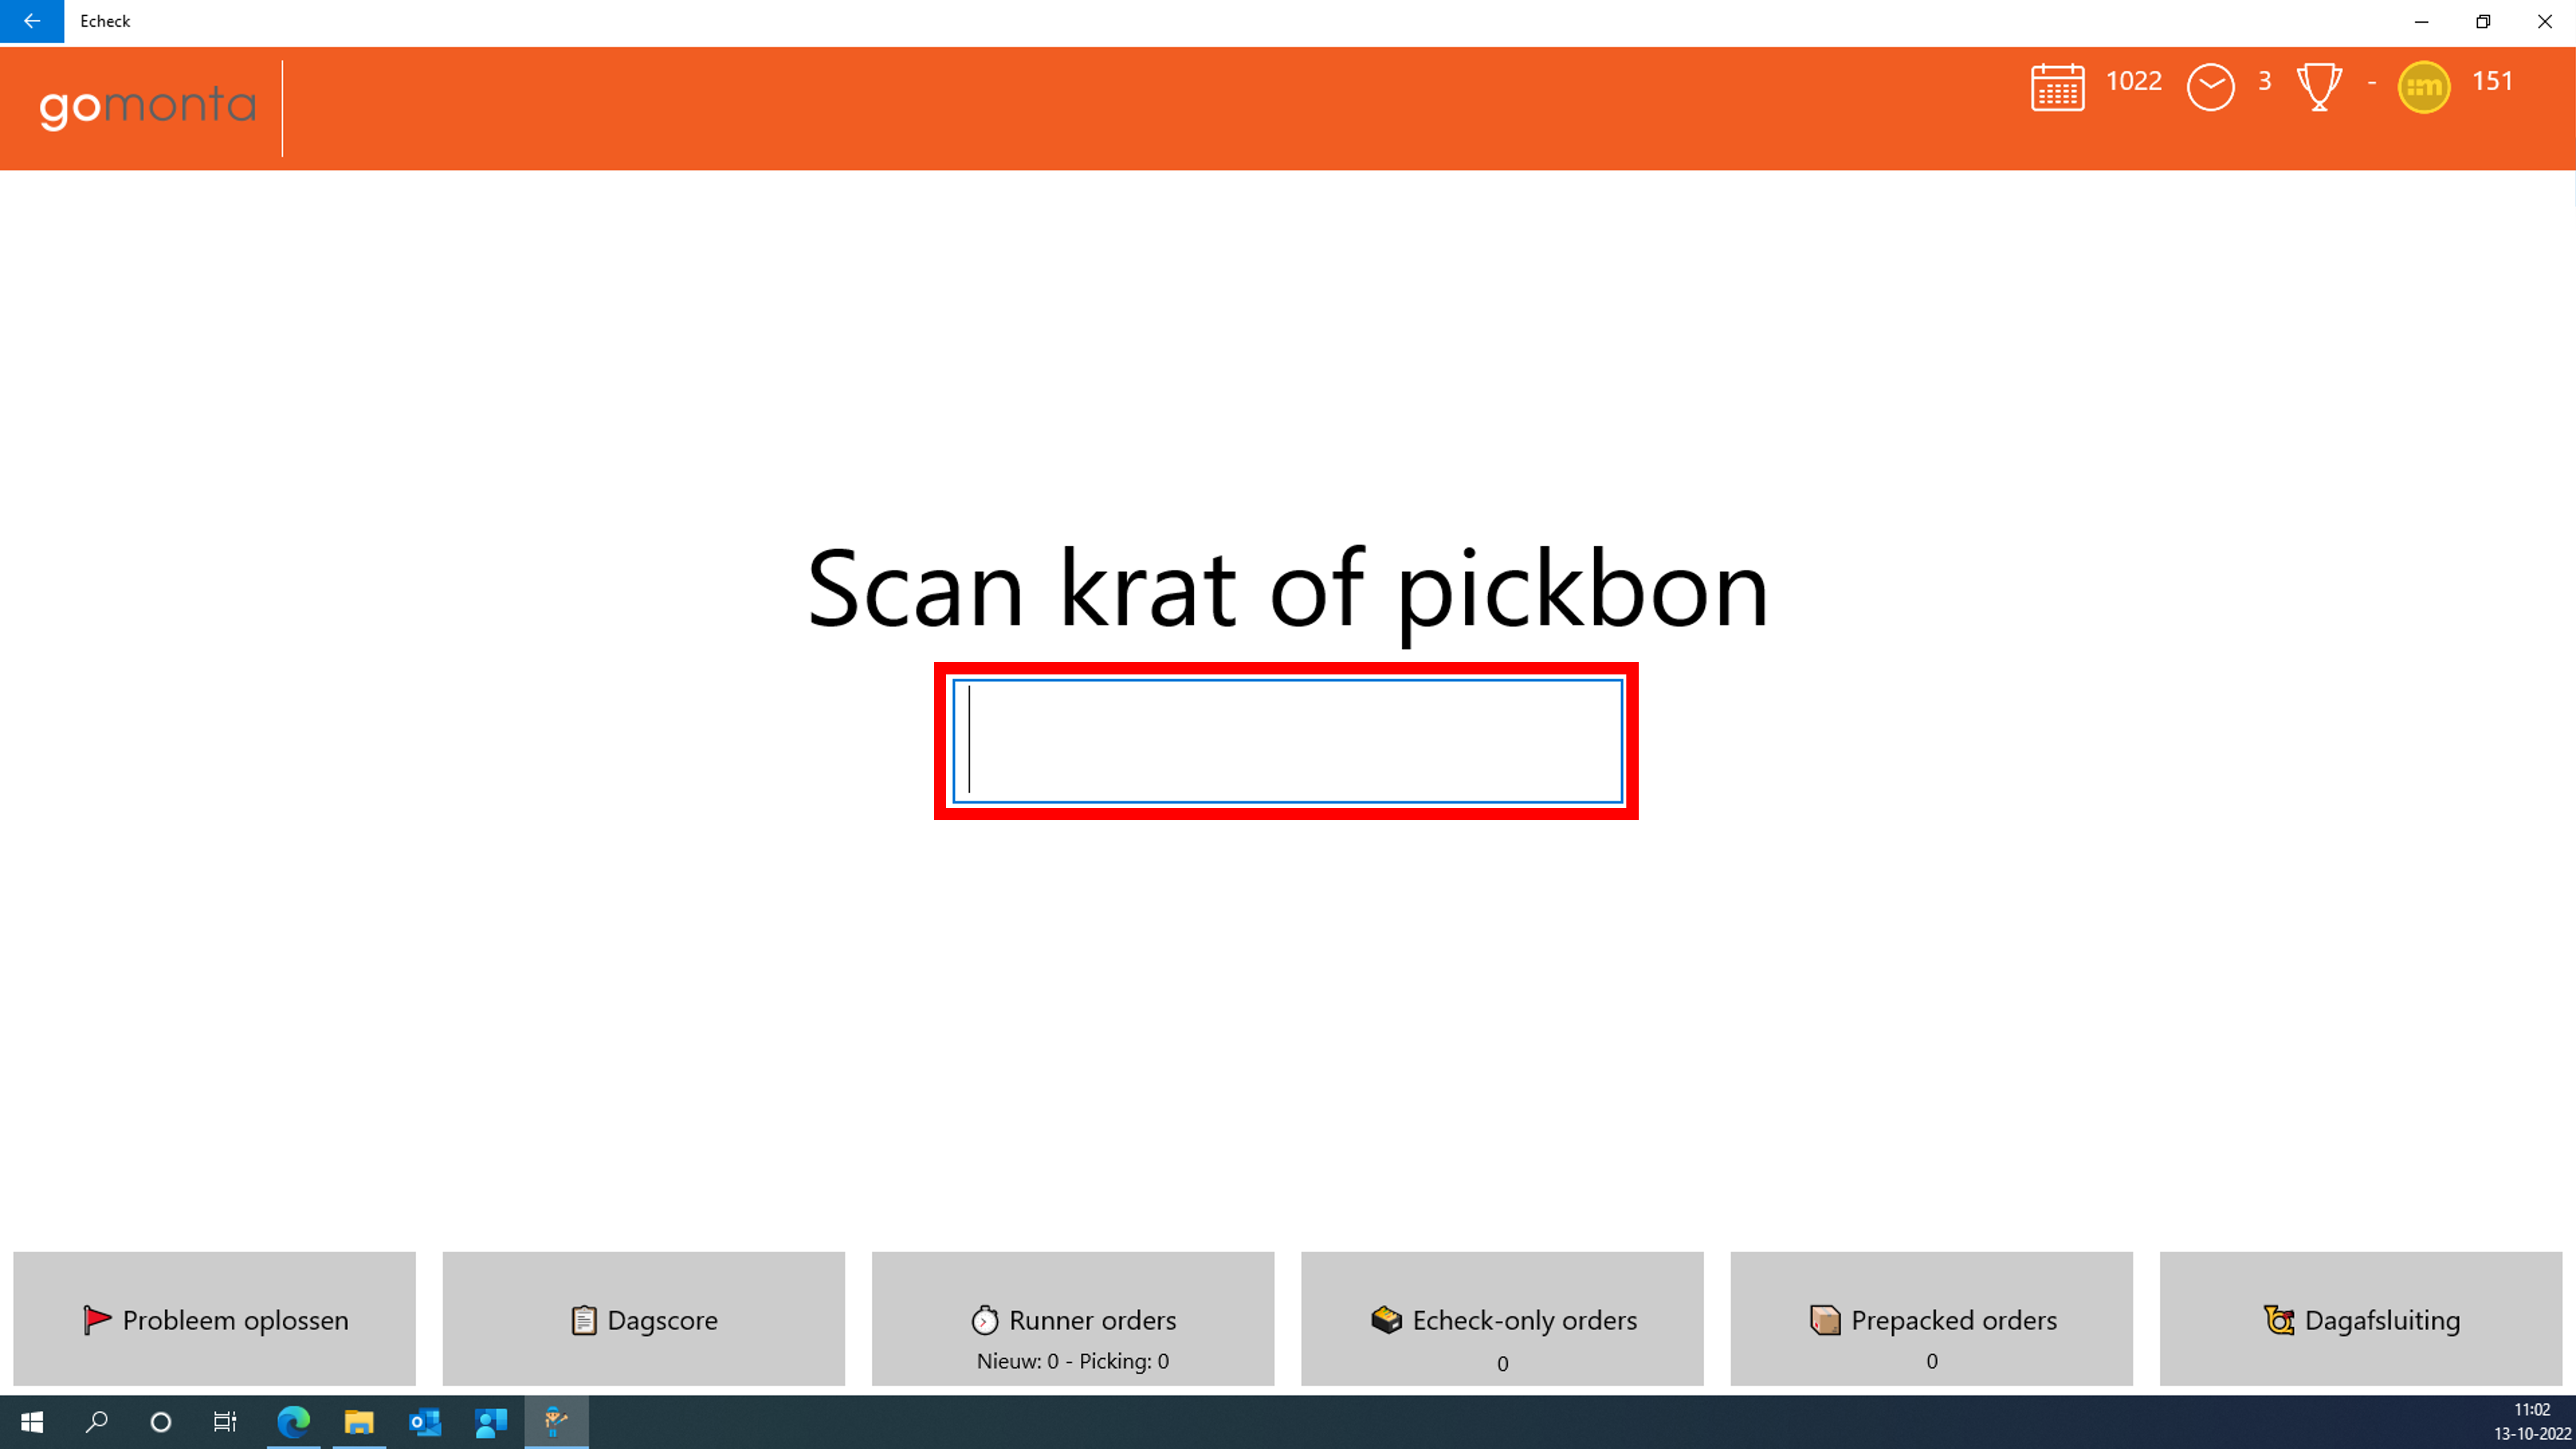 Echeck
gomonta
1022 3 - :m 151
Scan krat of pickbon
Probleem oplossen
Dagscore
Runner orders
Nieuw: 0 - Picking: 0
Echeck-only orders
0
Prepacked orders
0
Dagafsluiting
11:02
13-10-2022